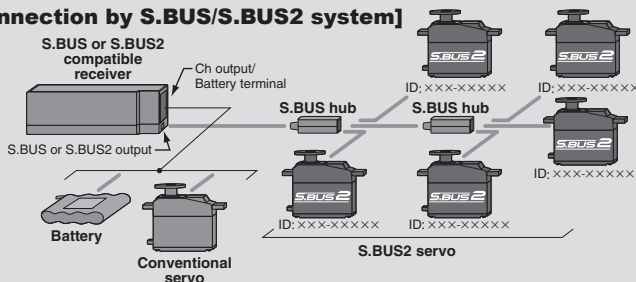 nnection by S.BUS/S.BUS2 system]
S.BUS or S.BUS2
compatible
receiver
Ch output/
Battery terminal
S.BUS or S.BUS2 output
S.BUS hub
S.BUS hub
S.BUS2
ID: ×××-×××××
S.BUS2
ID: ×××-×××××
S.BUS2
ID: ×××-×××××
S.BUS2
ID: ×××-×××××
S.BUS2
ID: ×××-×××××
Battery
Conventional
servo
S.BUS2 servo